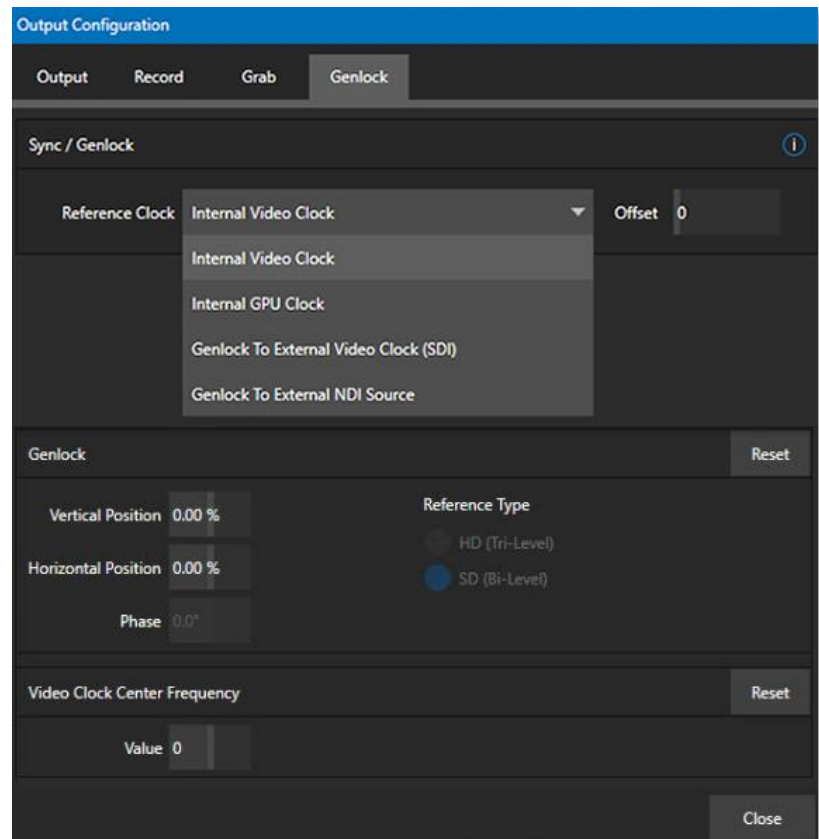 Output Configuration
Output Record Grab Genlock
Sync / Genlock
Reference Clock Internal Video Clock Offset 0
Internal Video Clock
Internal GPU Clock
Genlock To External Video Clock (SDI)
Genlock To External NDI Source
Genlock Reset
Vertical Position 0.00 %
Reference Type
HD (Tri-Level)
Horizontal Position 0.00 %
SD (Bi-Level)
Phase 0.0°
Video Clock Center Frequency Reset
Value 0
Close